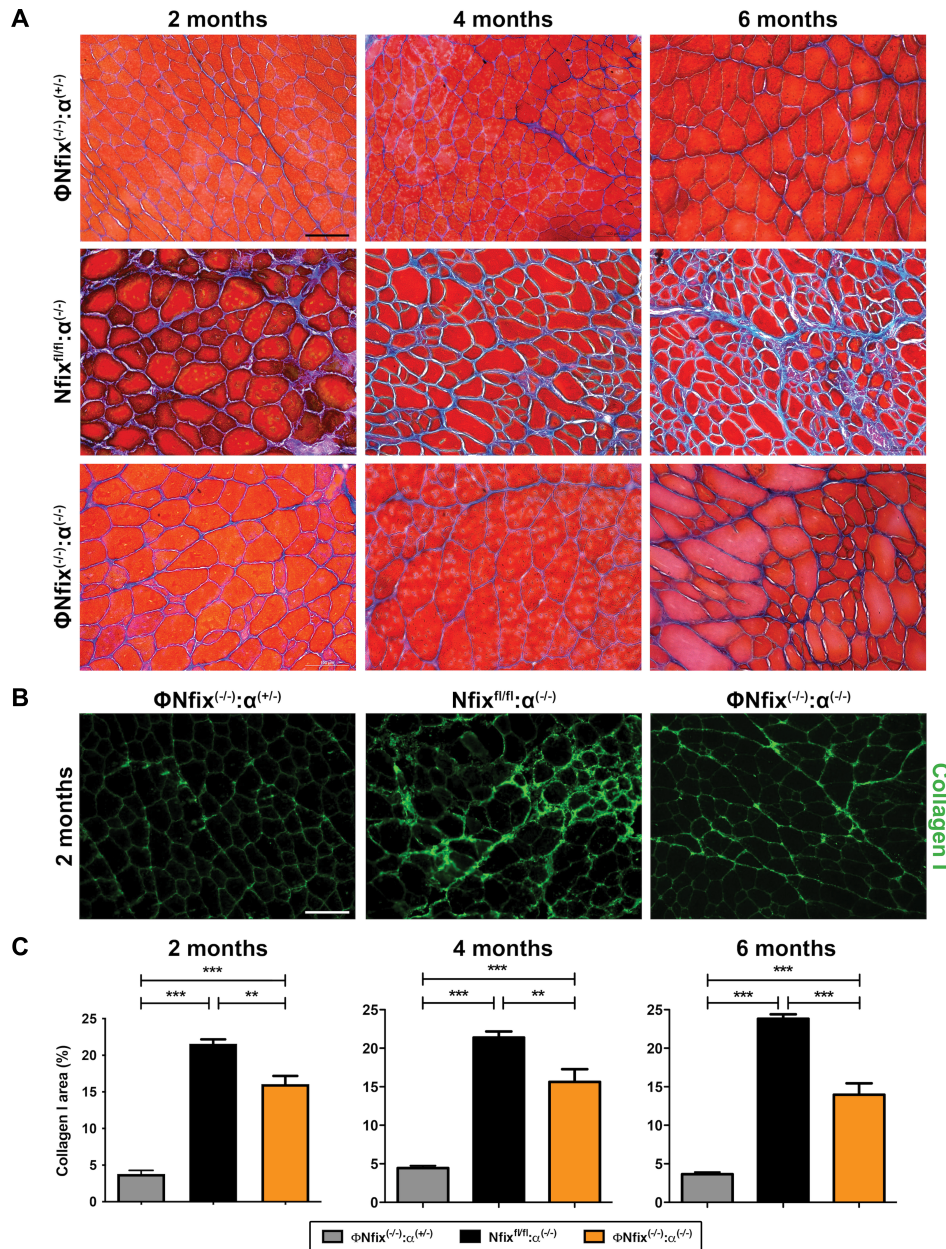 A
2 months 4 months 6 months
ΦNfix(-/-):α(+/-)
Nfixfl/fl:α(-/-)
ΦNfix(-/-):α(-/-)
100 µm
B
ΦNfix(-/-):α(+/-) Nfixfl/fl:α(-/-) ΦNfix(-/-):α(-/-)
2 months
Collagen I
C
2 months 4 months 6 months
*** *** ***
*** ** *** ** *** ***
Collagen I area (%)
25 25 25
20 20 20
15 15 15
10 10 10
5 5 5
0 0 0
ΦNfix(-/-):α(+/-) Nfixfl/fl:α(-/-) ΦNfix(-/-):α(-/-)